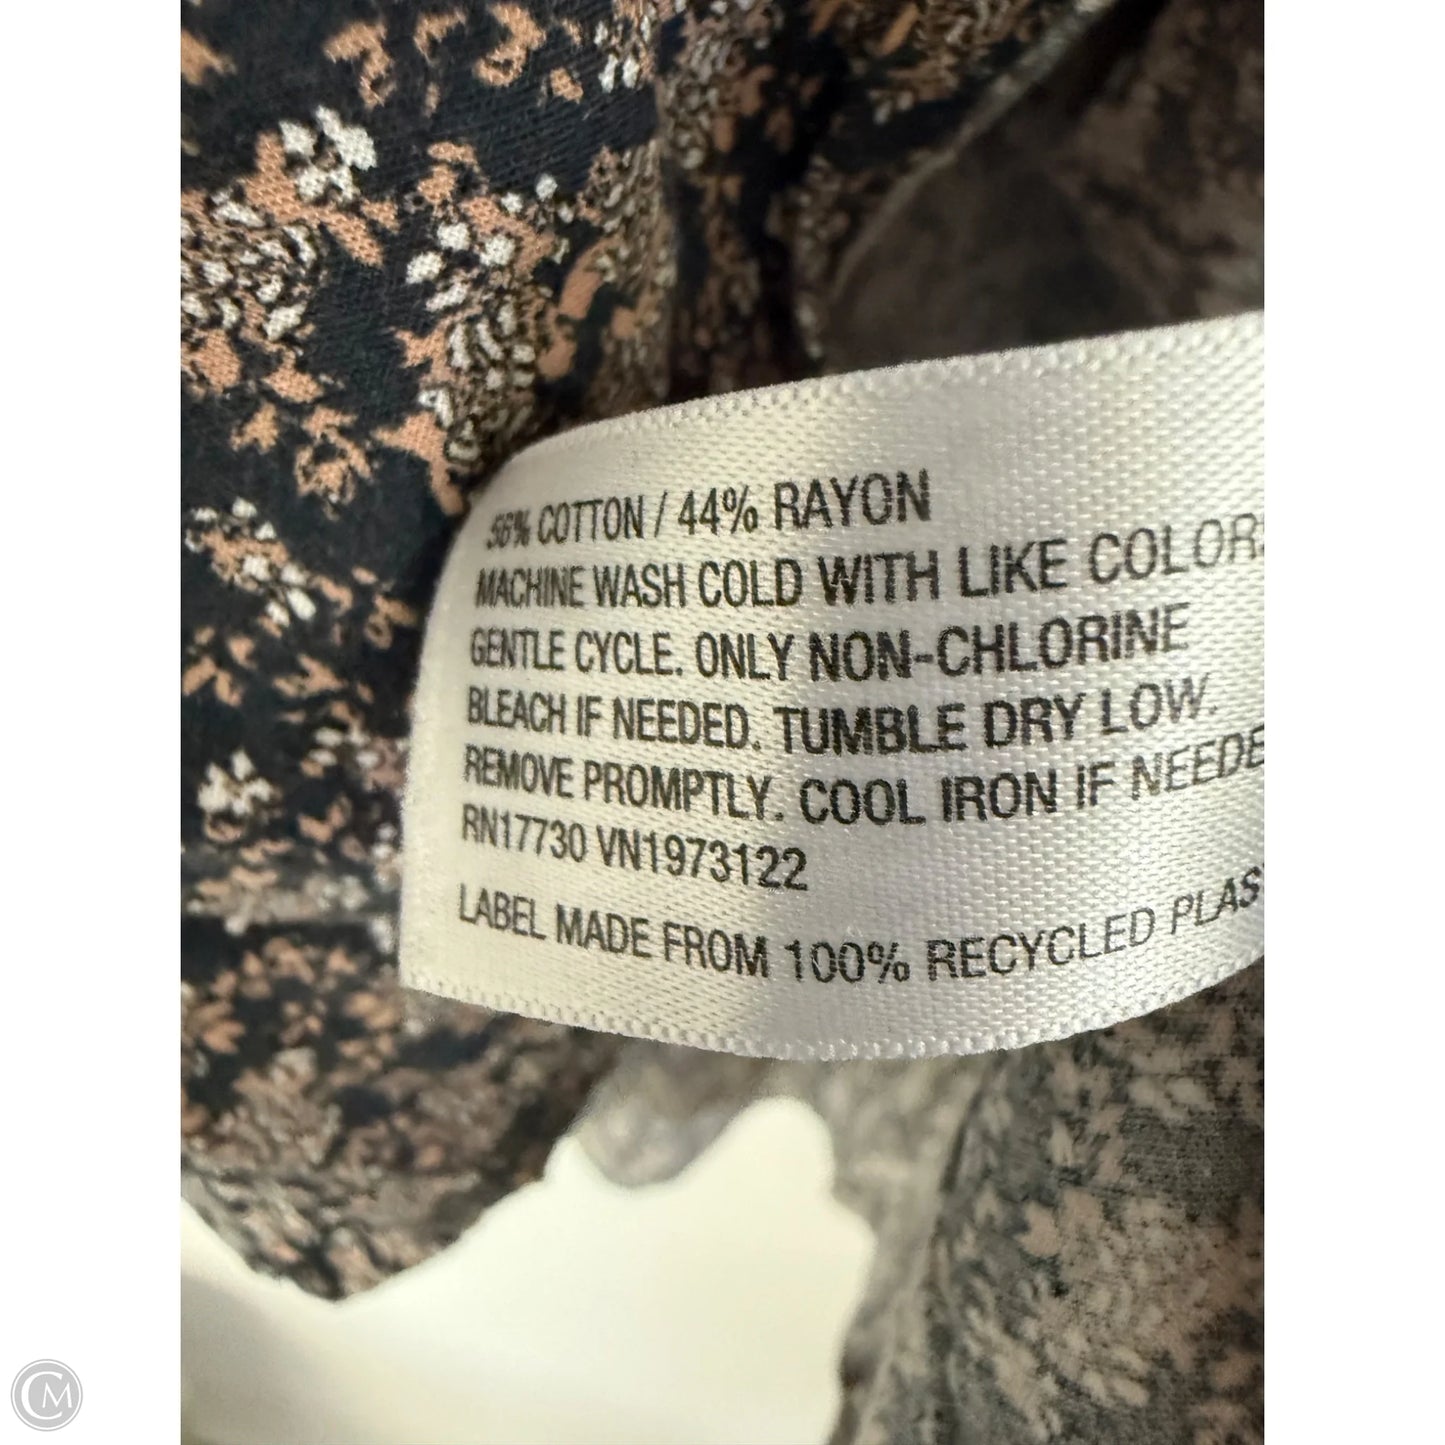 56% COTTON / 44% RAYON
MACHINE WASH COLD WITH LIKE COLOR
GENTLE CYCLE. ONLY NON-CHLORINE
BLEACH IF NEEDED. TUMBLE DRY LOW.
REMOVE PROMPTLY. COOL IRON IF NEEDE
RN17730 VN1973122
LABEL MADE FROM 100% RECYCLED PLAS
CM